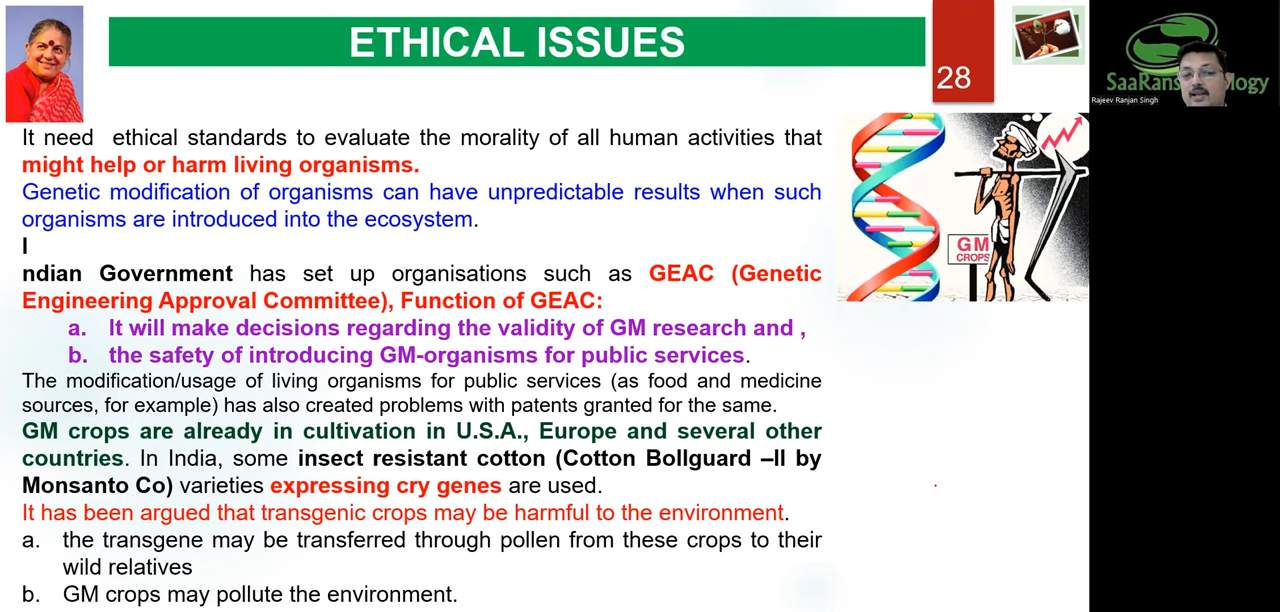 ETHICAL ISSUES
28
It need ethical standards to evaluate the morality of all human activities that
might help or harm living organisms.
Genetic modification of organisms can have unpredictable results when such
organisms are introduced into the ecosystem.
I
ndian Government has set up organisations such as GEAC (Genetic
Engineering Approval Committee), Function of GEAC:
a. It will make decisions regarding the validity of GM research and ,
b. the safety of introducing GM-organisms for public services.
The modification/usage of living organisms for public services (as food and medicine
sources, for example) has also created problems with patents granted for the same.
GM crops are already in cultivation in U.S.A., Europe and several other
countries. In India, some insect resistant cotton (Cotton Bollguard –II by
Monsanto Co) varieties expressing cry genes are used.
It has been argued that transgenic crops may be harmful to the environment.
a. the transgene may be transferred through pollen from these crops to their
wild relatives
b. GM crops may pollute the environment.
GM
CROPS
Rajeev Ranjan Singh